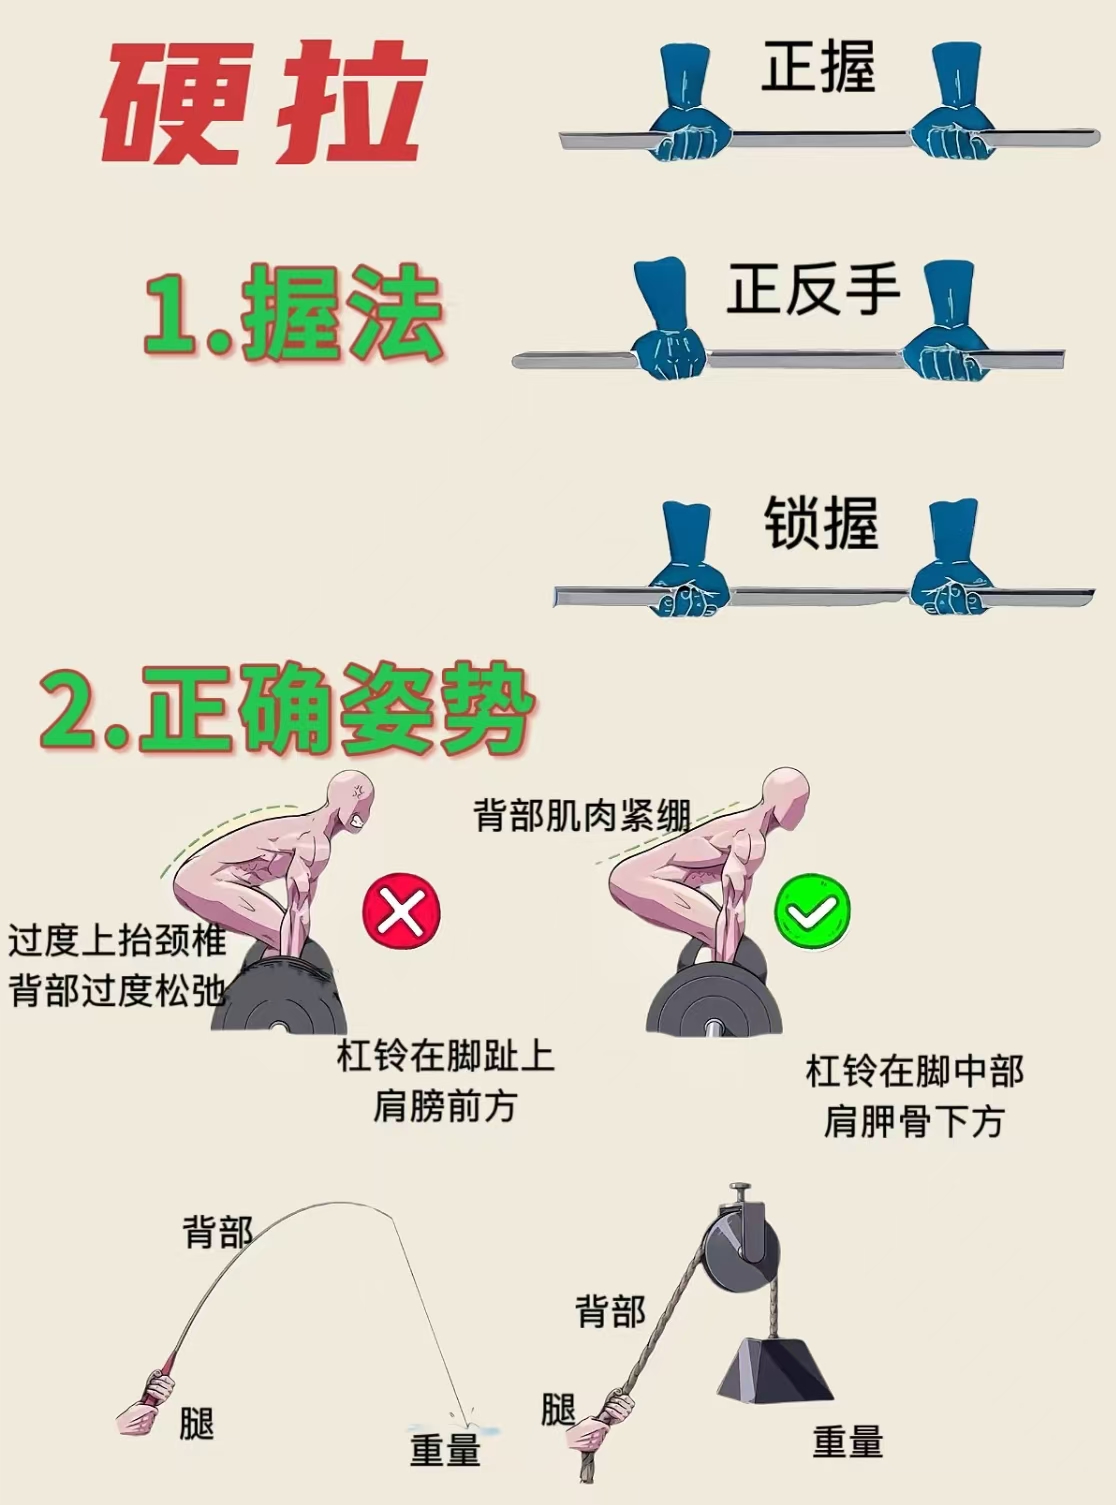 硬拉
正握
1.握法
正反手
锁握
2.正确姿势
背部肌肉紧绷
过度上抬颈椎
背部过度松弛
杠铃在脚趾上
肩膀前方
杠铃在脚中部
肩胛骨下方
背部
腿
重量
背部
腿
重量